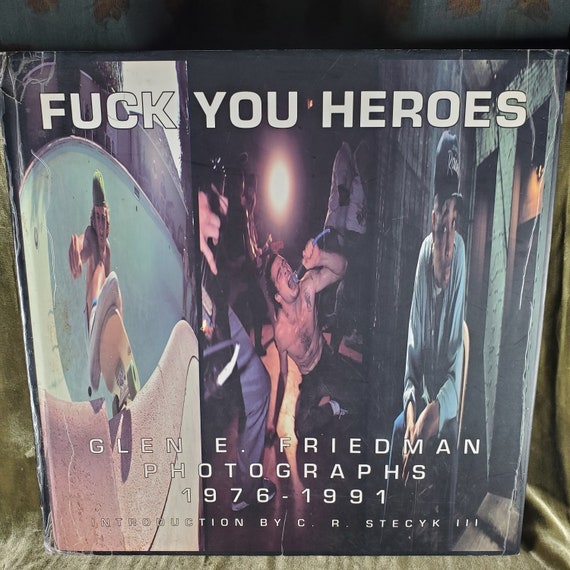 FUCK YOU HEROES
GLEN E. FRIEDMAN
PHOTOGRAPHS
1976-1991
INTRODUCTION BY C. R. STECYK III